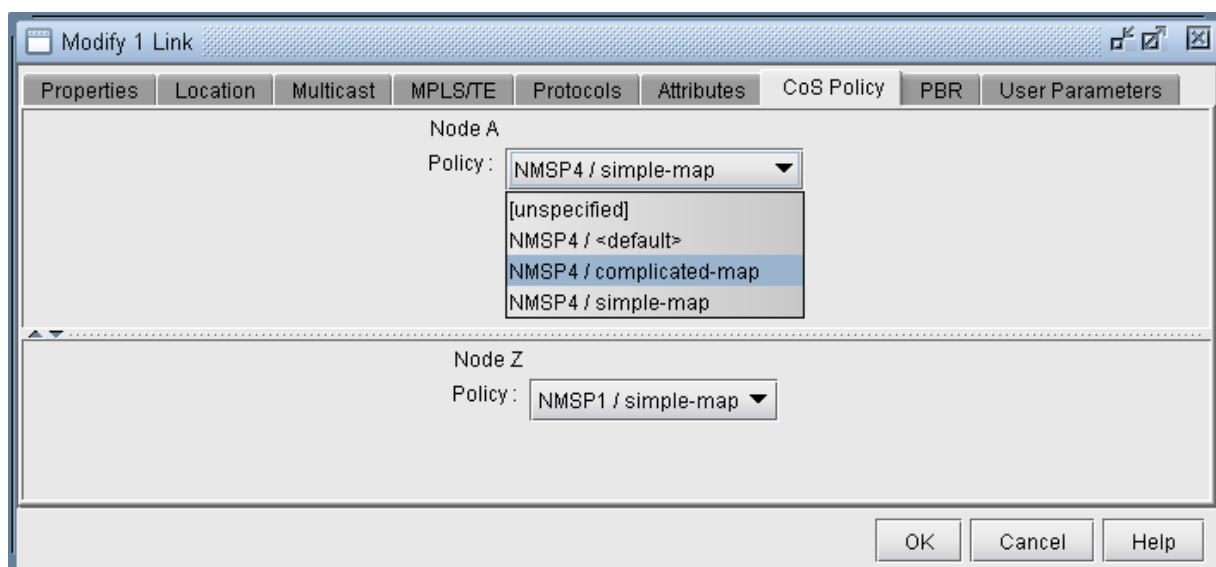 Modify 1 Link
Properties Location Multicast MPLS/TE Protocols Attributes CoS Policy PBR User Parameters
Node A
Policy : NMSP4 / simple-map
[unspecified]
NMSP4 / <default>
NMSP4 / complicated-map
NMSP4 / simple-map
Node Z
Policy : NMSP1 / simple-map
OK Cancel Help